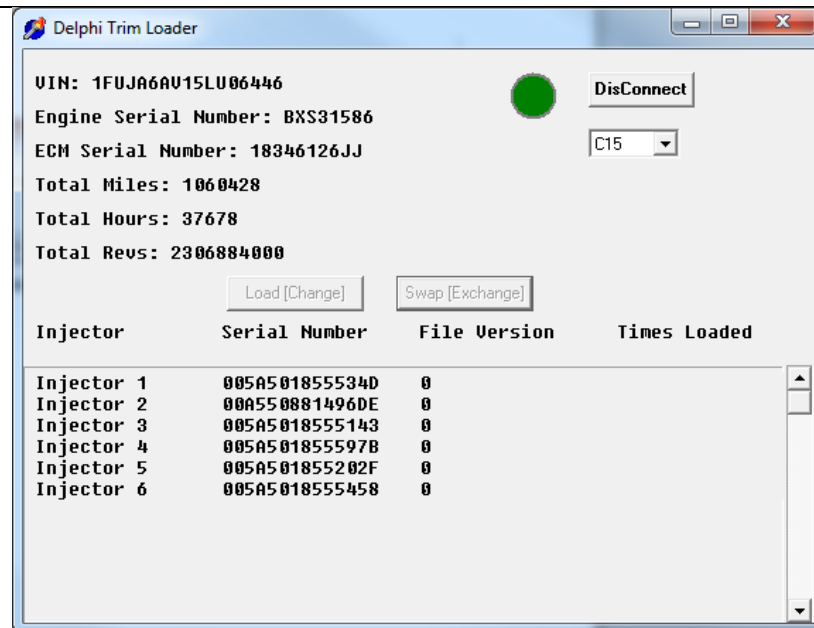 Delphi Trim Loader
VIN: 1FUJA6AV15LU06446
DisConnect
Engine Serial Number: BXS31586
ECM Serial Number: 18346126JJ
C15
Total Miles: 1060428
Total Hours: 37678
Total Revs: 2306884000
Load [Change] Swap [Exchange]
Injector Serial Number File Version Times Loaded
Injector 1 005A501855534D 0
Injector 2 00A550881496DE 0
Injector 3 005A5018555143 0
Injector 4 005A501855597B 0
Injector 5 005A501855202F 0
Injector 6 005A5018555458 0